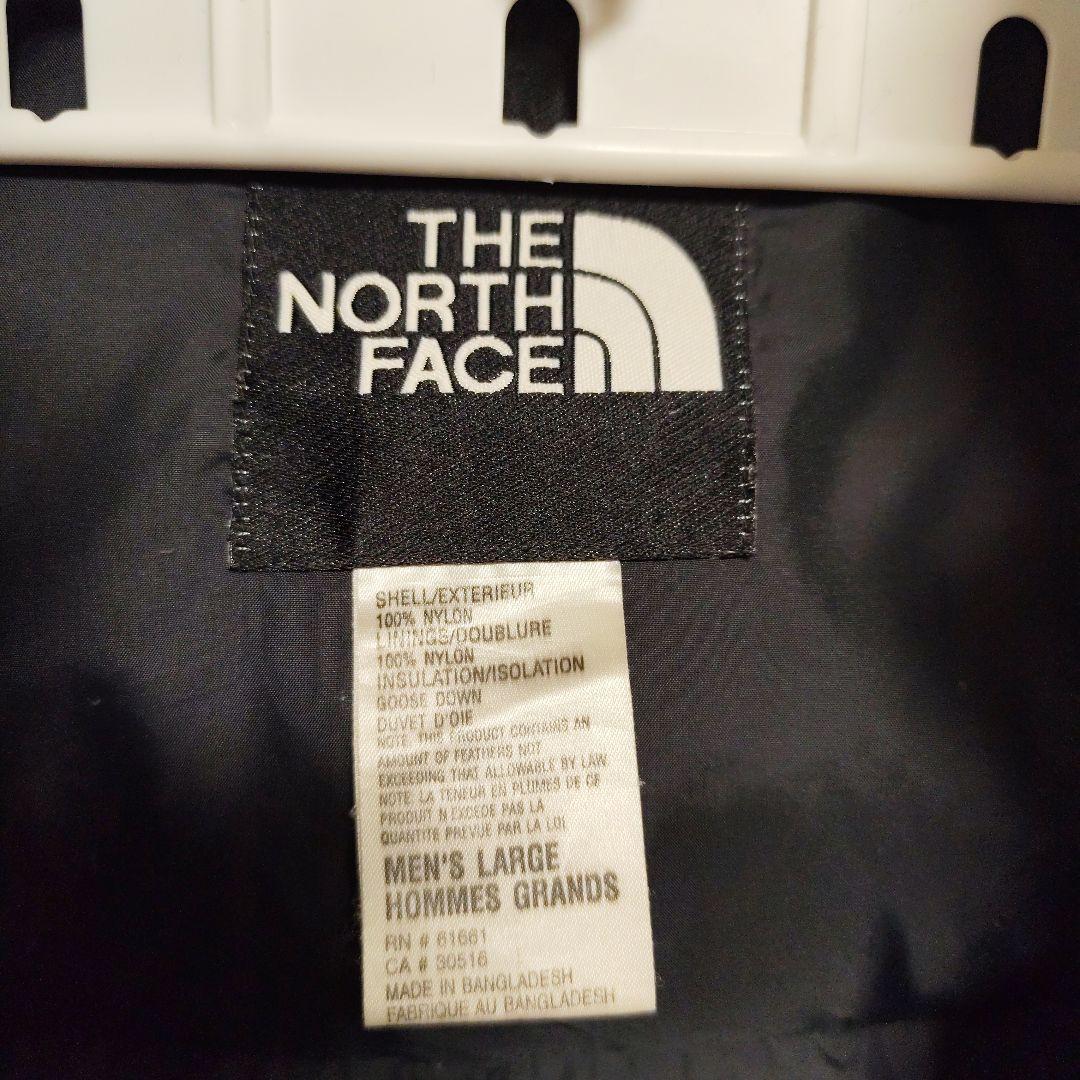 THE
NORTH
FACE
SHELL/EXTERIEUR
100% NYLON
LININGS/DOUBLURE
100% NYLON
INSULATION/ISOLATION
GOOSE DOWN
DUVET D'OIE
NOTE: THIS PRODUCT CONTAINS AN
AMOUNT OF FEATHERS NOT
EXCEEDING THAT ALLOWABLE BY LAW
NOTE: LA TENEUR EN PLUMES DE CE
PRODUIT N EXCEDE PAS LA
QUANTITE PREVUE PAR LA LOI
MEN'S LARGE
HOMMES GRANDS
RN # 61661
CA # 30516
MADE IN BANGLADESH
FABRIQUE AU BANGLADESH